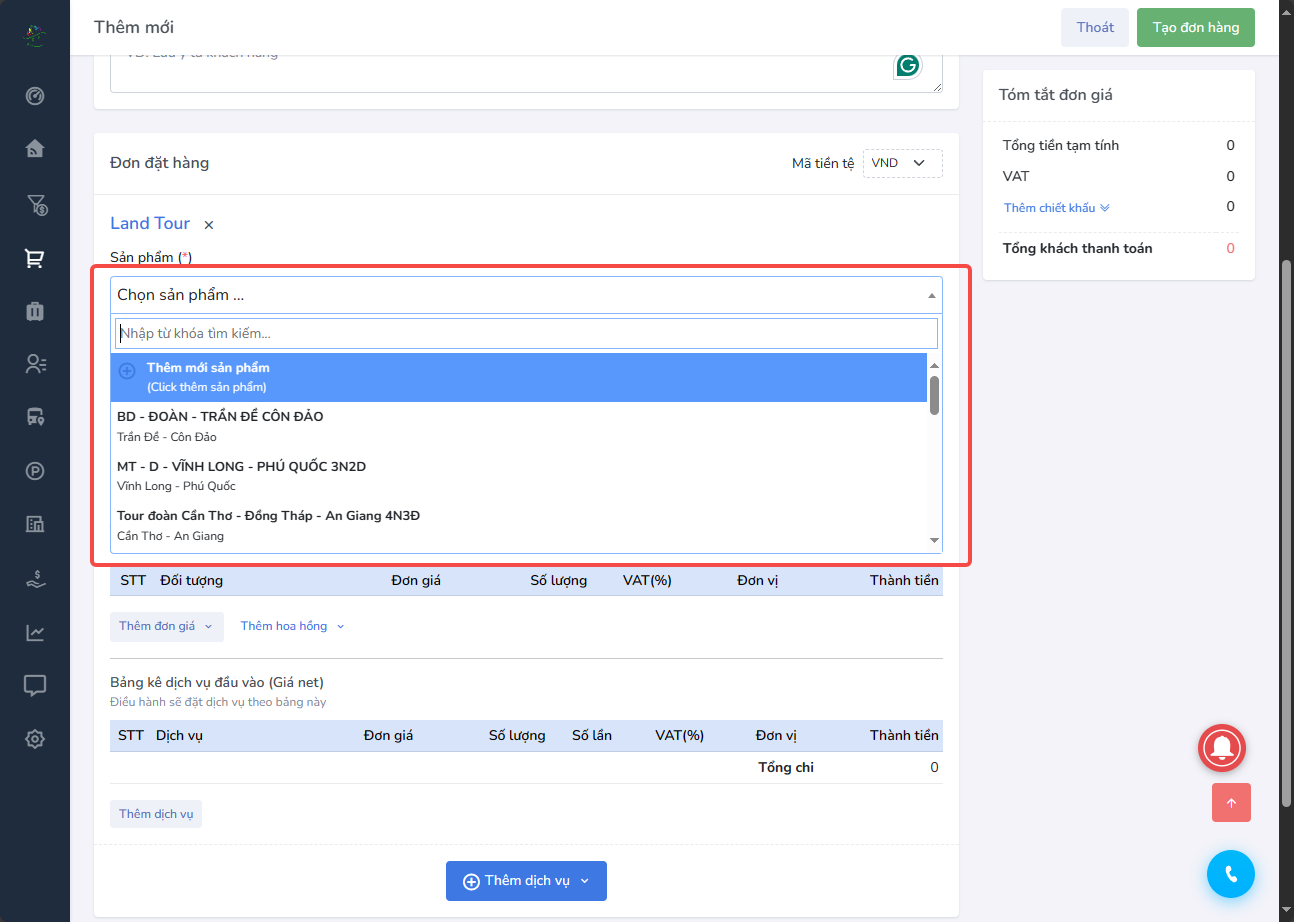 Thêm mới
Thoát
Tạo đơn hàng
VD: Lưu ý từ khách hàng
Tóm tắt đơn giá
Tổng tiền tạm tính 0
VAT 0
Thêm chiết khấu 0
Tổng khách thanh toán 0
Đơn đặt hàng
Mã tiền tệ VND
Land Tour ×
Sản phẩm (*)
Chọn sản phẩm ...
Nhập từ khóa tìm kiếm...
Thêm mới sản phẩm
(Click thêm sản phẩm)
BD - ĐOÀN - TRẦN ĐỀ CÔN ĐẢO
Trần Đề - Côn Đảo
MT - D - VĨNH LONG - PHÚ QUỐC 3N2D
Vĩnh Long - Phú Quốc
Tour đoàn Cần Thơ - Đồng Tháp - An Giang 4N3Đ
Cần Thơ - An Giang
STT Đối tượng Đơn giá Số lượng VAT(%) Đơn vị Thành tiền
Thêm đơn giá Thêm hoa hồng
Bảng kê dịch vụ đầu vào (Giá net)
Điều hành sẽ đặt dịch vụ theo bảng này
STT Dịch vụ Đơn giá Số lượng Số lần VAT(%) Đơn vị Thành tiền
Tổng chi 0
Thêm dịch vụ
Thêm dịch vụ